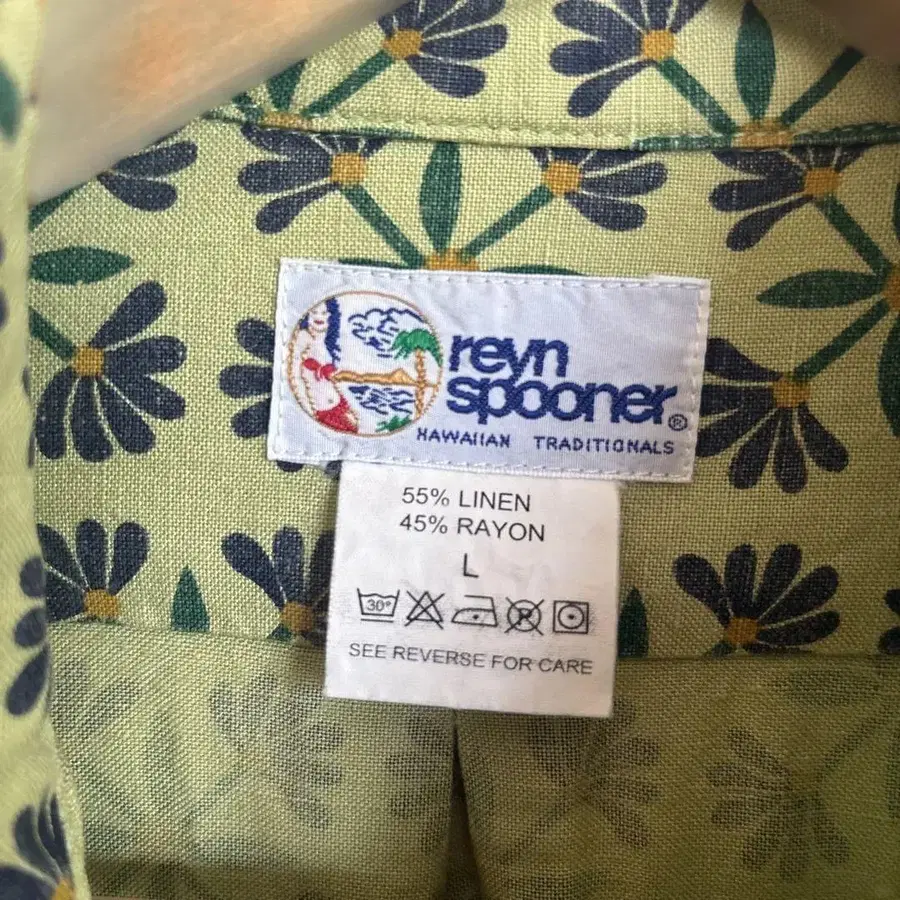 reyn
spooner®
HAWAIIAN TRADITIONALS
55% LINEN
45% RAYON
L
30°
SEE REVERSE FOR CARE